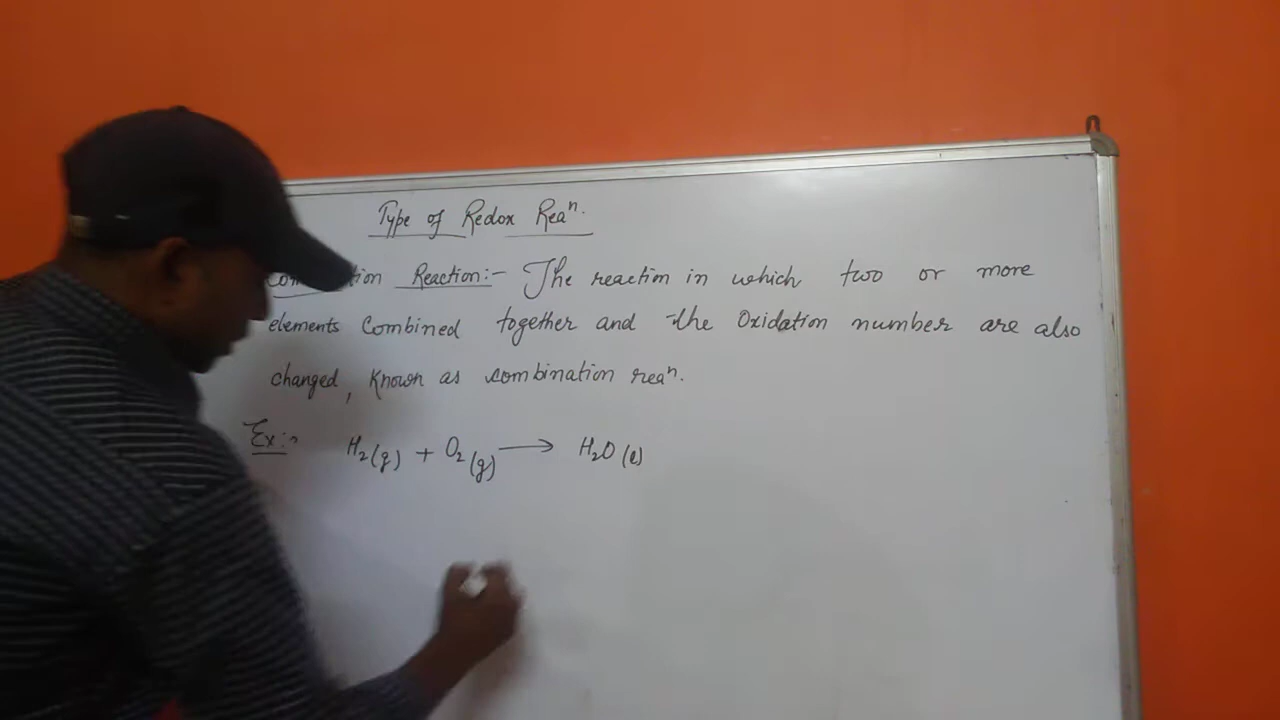 Type of Redox Reaⁿ.
Reaction:- The reaction in which two or more
elements Combined together and the Oxidation number are also
changed, Known as combination reaⁿ.
Ex:- H₂(g) + O₂(g) → H₂O(l)